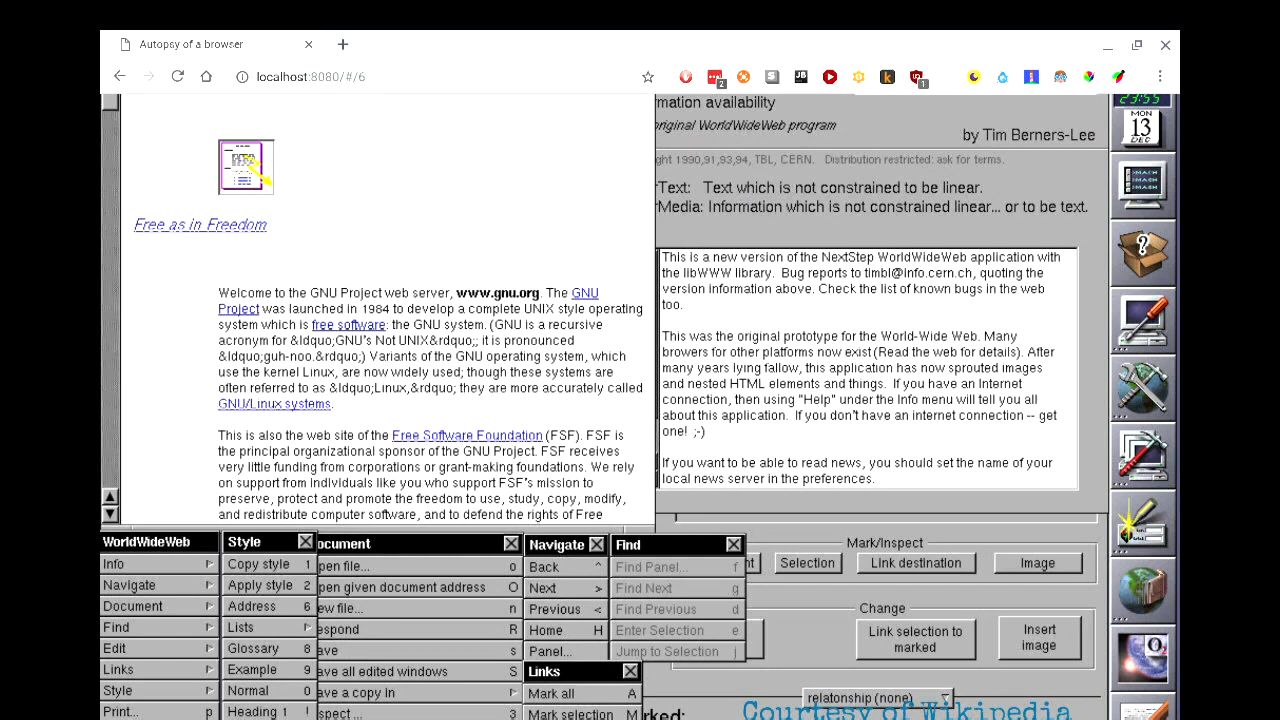 Autopsy of a browser
localhost:8080/#/6
2
1
Free as in Freedom
Welcome to the GNU Project web server, www.gnu.org. The GNU
Project was launched in 1984 to develop a complete UNIX style operating
system which is free software: the GNU system. (GNU is a recursive
acronym for &ldquo;GNU's Not UNIX&rdquo;; it is pronounced
&ldquo;guh-noo.&rdquo;) Variants of the GNU operating system, which
use the kernel Linux, are now widely used; though these systems are
often referred to as &ldquo;Linux,&rdquo; they are more accurately called
GNU/Linux systems.
This is also the web site of the Free Software Foundation (FSF). FSF is
the principal organizational sponsor of the GNU Project. FSF receives
very little funding from corporations or grant-making foundations. We rely
on support from individuals like you who support FSF's mission to
preserve, protect and promote the freedom to use, study, copy, modify,
and redistribute computer software, and to defend the rights of Free
mation availability
original WorldWideWeb program
by Tim Berners-Lee
ght 1990,91,93,94, TBL, CERN. Distribution restricted: ask for terms.
Text: Text which is not constrained to be linear.
Media: Information which is not constrained linear... or to be text.
This is a new version of the NextStep WorldWideWeb application with
the libWWW library. Bug reports to timbl@info.cern.ch, quoting the
version information above. Check the list of known bugs in the web
too.
This was the original prototype for the World-Wide Web. Many
browsers for other platforms now exist (Read the web for details). After
many years lying fallow, this application has now sprouted images
and nested HTML elements and things. If you have an Internet
connection, then using "Help" under the Info menu will tell you all
about this application. If you don't have an internet connection -- get
one! ;-)
If you want to be able to read news, you should set the name of your
local news server in the preferences.
23:55
MON
13
DEC
WorldWideWeb
Info
Navigate
Document
Find
Edit
Links
Style
Print... p
Style
Copy style 1
Apply style 2
Address 6
Lists
Glossary 8
Example 9
Normal 0
Heading 1 !
ocument
pen file... o
pen given document address O
ew file... n
espond R
ave s
ave all edited windows S
ave a copy in
spect... 3
Navigate
Back ^
Next >
Previous <
Home H
Panel...
Find
Find Panel... f
Find Next g
Find Previous d
Enter Selection e
Jump to Selection j
Links
Mark all A
Mark selection M
Mark/Inspect
nt
Selection
Link destination
Image
Change
Link selection to
marked
Insert
image
relationship (none)
Courtesy of Wikipedia